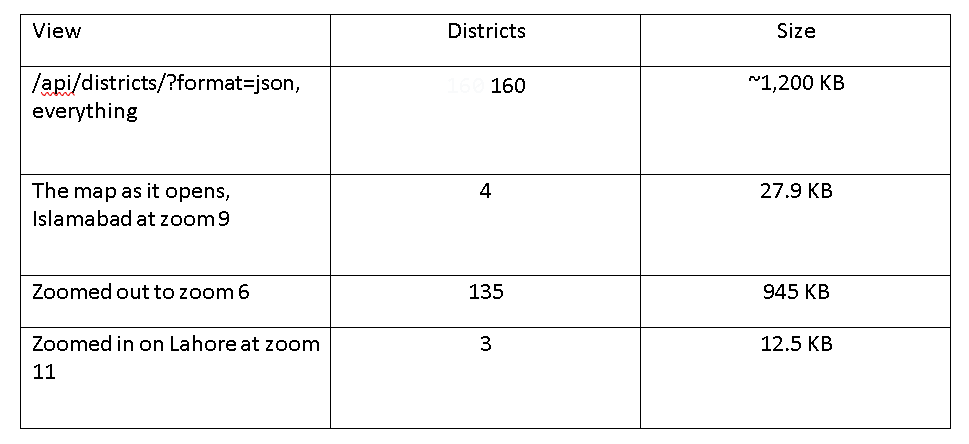 View Districts Size
/api/districts/?format=json, 160 160 ~1,200 KB
everything
The map as it opens, 4 27.9 KB
Islamabad at zoom 9
Zoomed out to zoom 6 135 945 KB
Zoomed in on Lahore at zoom 3 12.5 KB
11